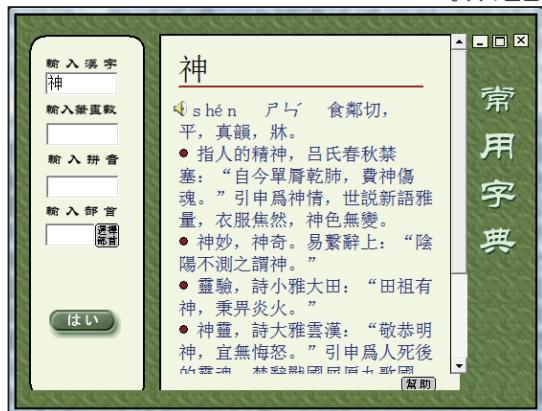 輸入漢字
神
輸入筆畫數
輸入拼音
輸入部首
選擇
部首
はい
神
shén ㄕㄣˊ 食鄰切，
平，真韻，牀。
● 指人的精神，呂氏春秋禁
塞：“自今單脣乾肺，費神傷
魂。”引申爲神情，世説新語雅
量，衣服焦然，神色無變。
● 神妙，神奇。易繫辭上：“陰
陽不測之謂神。”
● 靈驗，詩小雅大田：“田祖有
神，秉畀炎火。”
● 神靈，詩大雅雲漢：“敬恭明
神，宜無悔怒。”引申爲人死後
幫助
常用字典